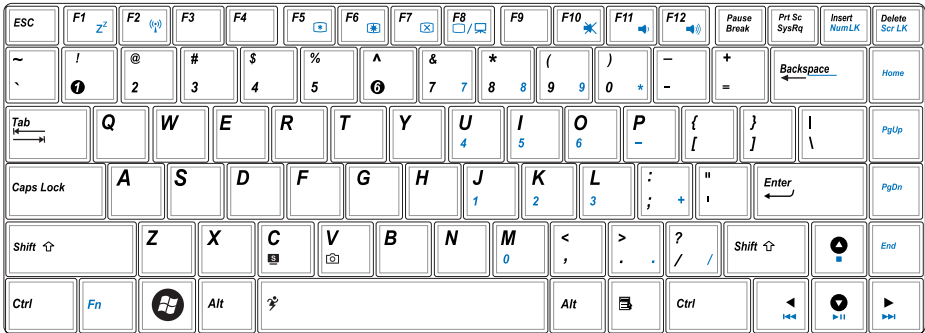 ESC F1 Zz F2 F3 F4 F5 F6 F7 F8 F9 F10 F11 F12 Pause Break Prt Sc SysRq Insert NumLK Delete Scr LK
~ ` ! 1 @ 2 # 3 $ 4 % 5 ^ 6 & 7 7 * 8 8 ( 9 9 ) 0 * _ - + = Backspace Home
Tab Q W E R T Y U 4 I 5 O 6 P - { [ } ] | \ PgUp
Caps Lock A S D F G H J 1 K 2 L 3 : ; + " ' Enter PgDn
Shift Z X C S V B N M 0 < , > . . ? / / Shift End
Ctrl Fn Alt Alt Ctrl